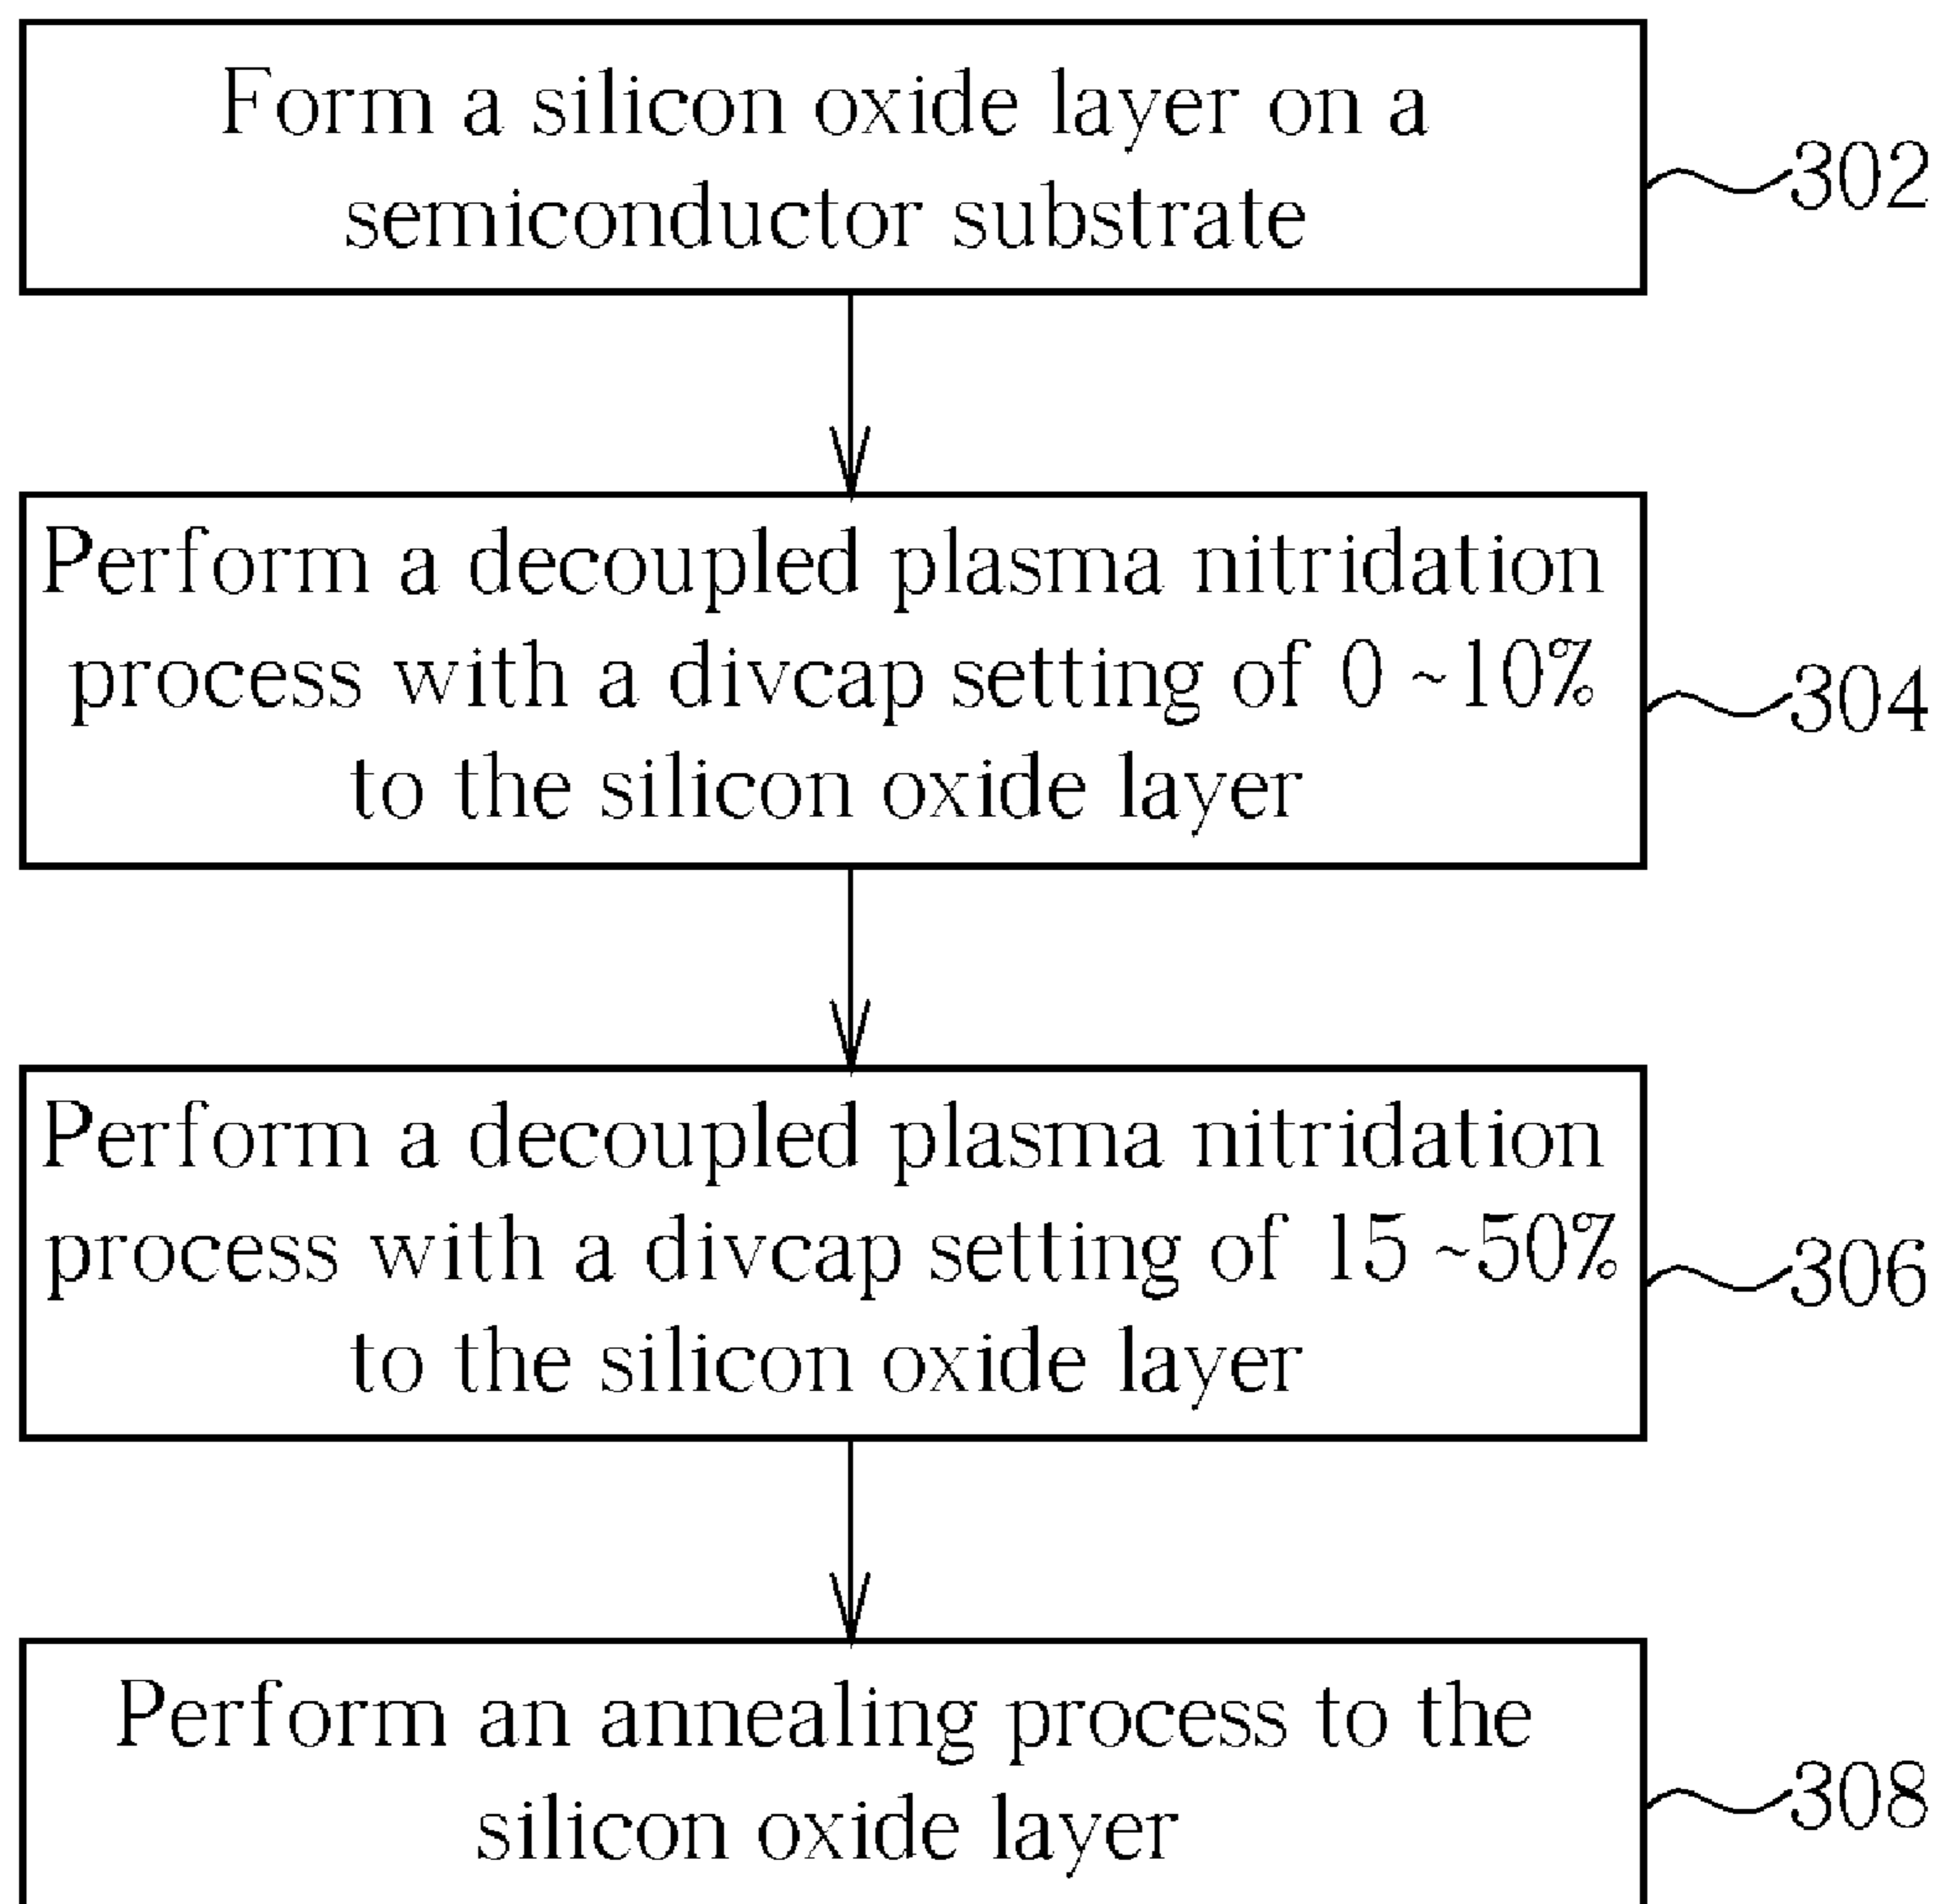 Form a silicon oxide layer on a
semiconductor substrate
302
Perform a decoupled plasma nitridation
process with a divcap setting of 0 ~10%
to the silicon oxide layer
304
Perform a decoupled plasma nitridation
process with a divcap setting of 15 ~50%
to the silicon oxide layer
306
Perform an annealing process to the
silicon oxide layer
308